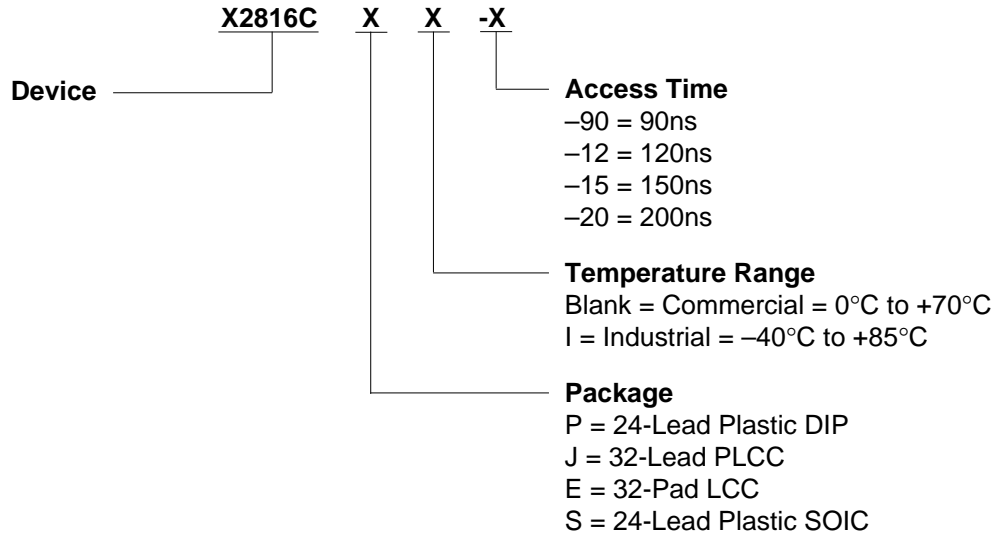 X2816C X X -X
Device
Access Time
–90 = 90ns
–12 = 120ns
–15 = 150ns
–20 = 200ns
Temperature Range
Blank = Commercial = 0°C to +70°C
I = Industrial = –40°C to +85°C
Package
P = 24-Lead Plastic DIP
J = 32-Lead PLCC
E = 32-Pad LCC
S = 24-Lead Plastic SOIC